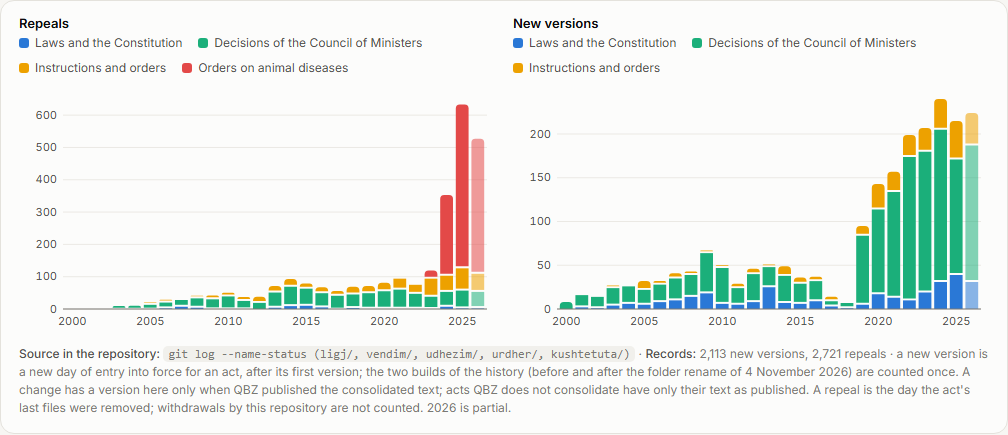 Repeals
Laws and the Constitution
Decisions of the Council of Ministers
Instructions and orders
Orders on animal diseases
600
500
400
300
200
100
0
2000
2005
2010
2015
2020
2025
New versions
Laws and the Constitution
Decisions of the Council of Ministers
Instructions and orders
200
150
100
50
0
2000
2005
2010
2015
2020
2025
Source in the repository: git log --name-status (ligj/, vendim/, udhezim/, urdher/, kushtetuta/) · Records: 2,113 new versions, 2,721 repeals · a new version is
a new day of entry into force for an act, after its first version; the two builds of the history (before and after the folder rename of 4 November 2026) are counted once. A
change has a version here only when QBZ published the consolidated text; acts QBZ does not consolidate have only their text as published. A repeal is the day the act's
last files were removed; withdrawals by this repository are not counted. 2026 is partial.